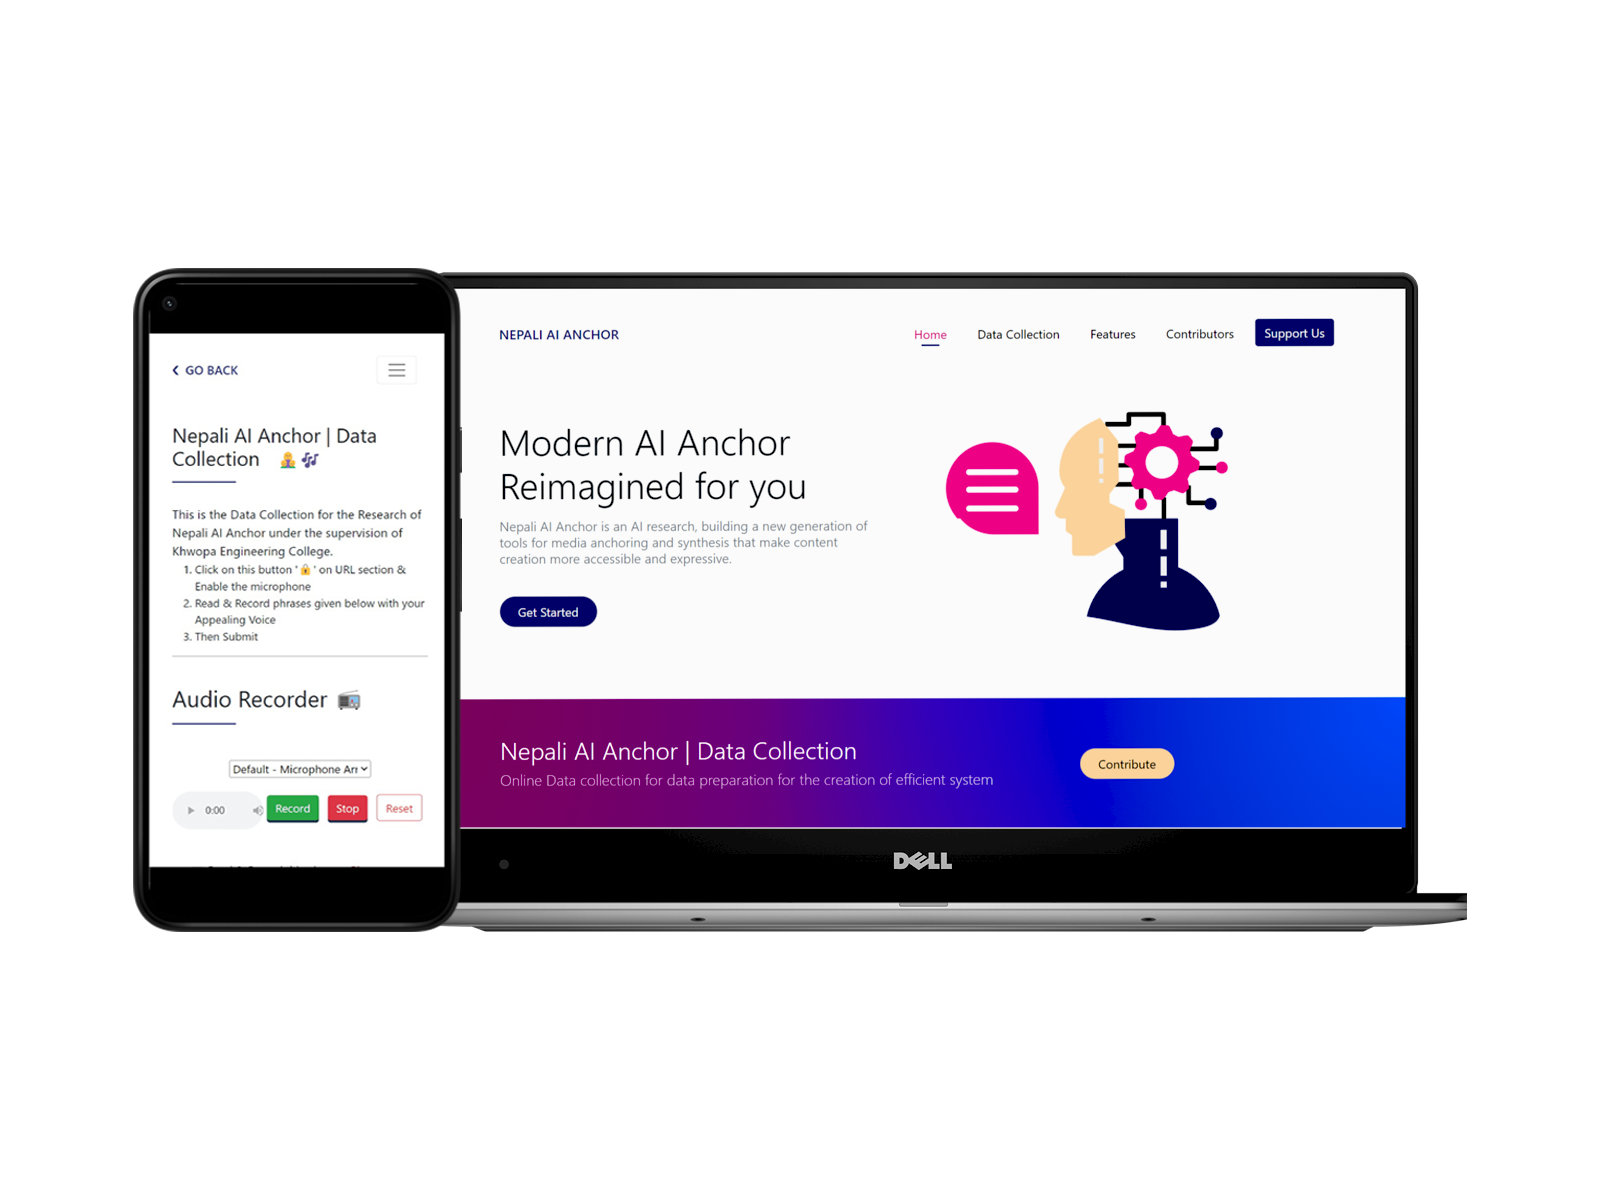 GO BACK
Nepali AI Anchor | Data
Collection
This is the Data Collection for the Research of
Nepali AI Anchor under the supervision of
Khwopa Engineering College.
1. Click on this button '🔒' on URL section &
Enable the microphone
2. Read & Record phrases given below with your
Appealing Voice
3. Then Submit
Audio Recorder
Default - Microphone Arr
0:00 Record Stop Reset
NEPALI AI ANCHOR Home Data Collection Features Contributors Support Us
Modern AI Anchor
Reimagined for you
Nepali AI Anchor is an AI research, building a new generation of
tools for media anchoring and synthesis that make content
creation more accessible and expressive.
Get Started
Nepali AI Anchor | Data Collection
Online Data collection for data preparation for the creation of efficient system
Contribute
DELL